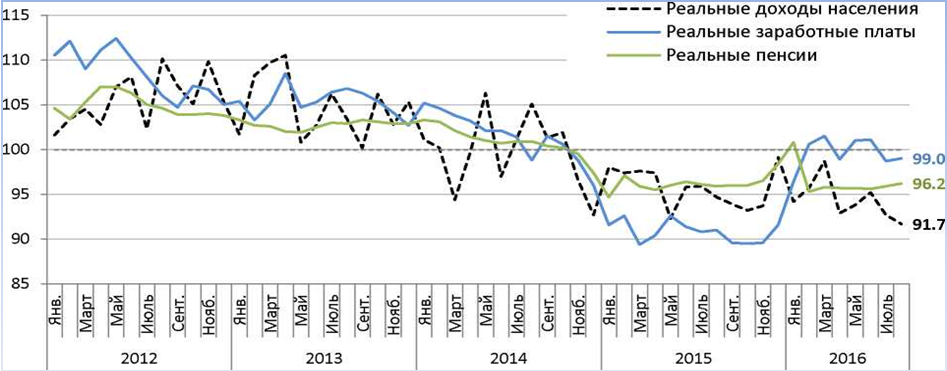 115
110
105
100
95
90
85
Реальные доходы населения
Реальные заработные платы
Реальные пенсии
99.0
96.2
91.7
Янв. Март Май Июль Сент. Нояб. Янв. Март Май Июль Сент. Нояб. Янв. Март Май Июль Сент. Нояб. Янв. Март Май Июль Сент. Нояб. Янв. Март Май Июль
2012 2013 2014 2015 2016